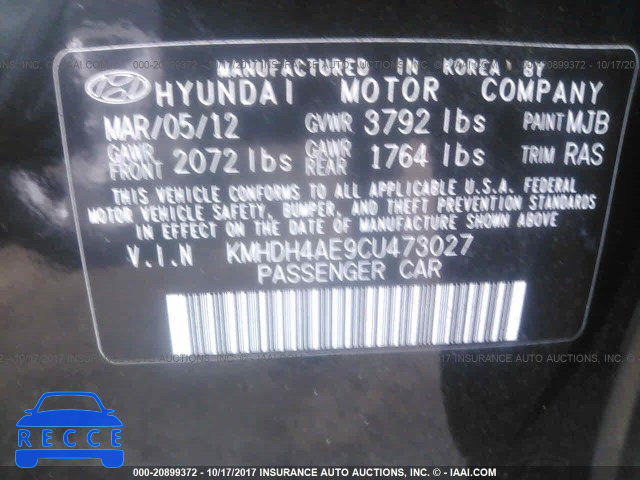 MANUFACTURED IN KOREA BY
HYUNDAI MOTOR COMPANY
MAR/05/12 GVWR 3792 lbs PAINT MJB
GAWR FRONT 2072 lbs GAWR REAR 1764 lbs TRIM RAS
THIS VEHICLE CONFORMS TO ALL APPLICABLE U.S.A. FEDERAL
MOTOR VEHICLE SAFETY, BUMPER, AND THEFT PREVENTION STANDARDS
IN EFFECT ON THE DATE OF MANUFACTURE SHOWN ABOVE.
V.I.N KMHDH4AE9CU473027
PASSENGER CAR
RECCE
000-20899372 - 10/17/2017 INSURANCE AUTO AUCTIONS, INC. - © IAAI.COM